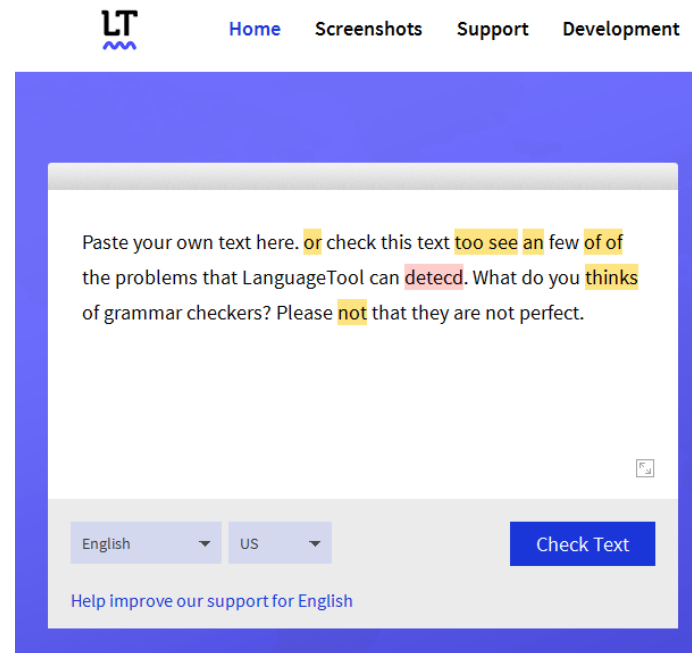 LT
Home Screenshots Support Development
Paste your own text here. or check this text too see an few of of
the problems that LanguageTool can detecd. What do you thinks
of grammar checkers? Please not that they are not perfect.
English US Check Text
Help improve our support for English